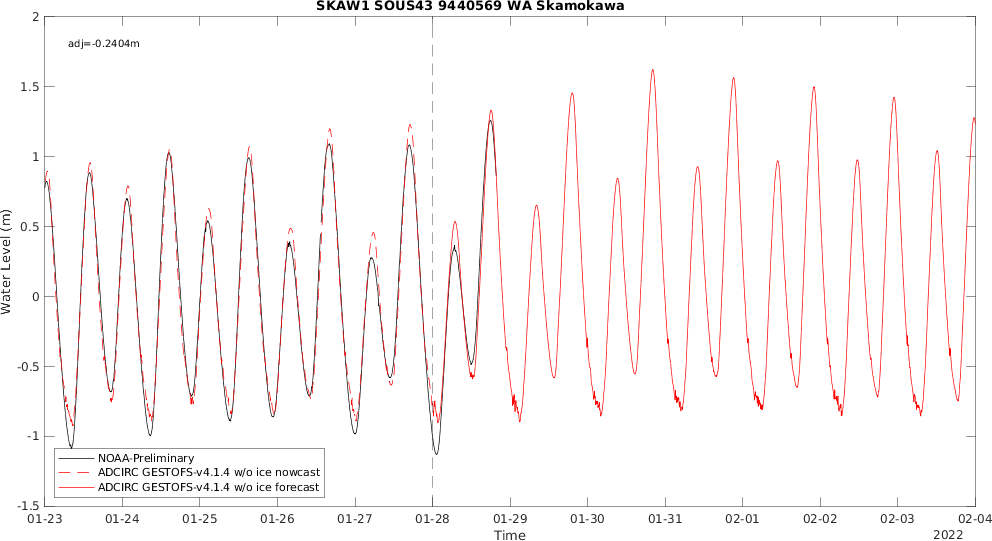 SKAW1 SOUS43 9440569 WA Skamokawa
adj=-0.2404m
2
1.5
1
0.5
0
-0.5
-1
-1.5
Water Level (m)
NOAA-Preliminary
ADCIRC GESTOFS-v4.1.4 w/o ice nowcast
ADCIRC GESTOFS-v4.1.4 w/o ice forecast
01-23 01-24 01-25 01-26 01-27 01-28 01-29 01-30 01-31 02-01 02-02 02-03 02-04
Time
2022